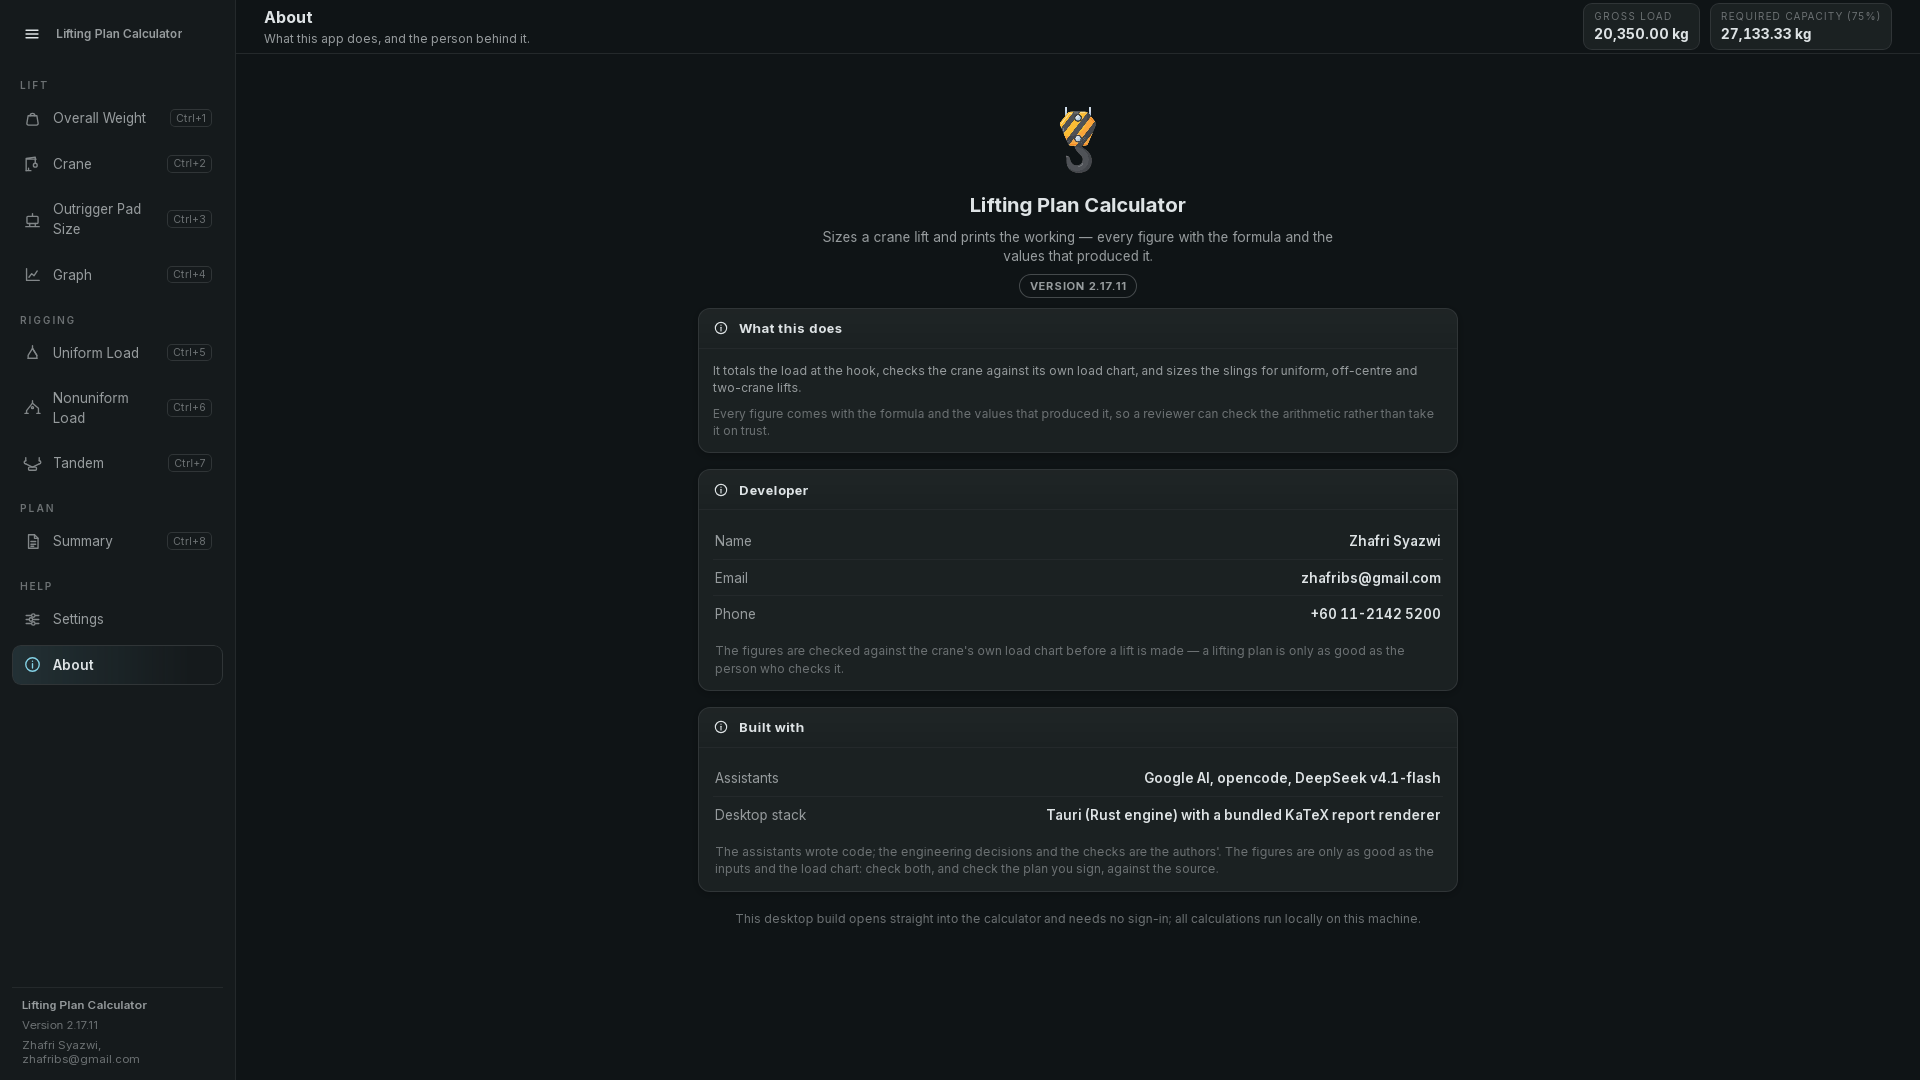 Lifting Plan Calculator
LIFT
Overall Weight Ctrl+1
Crane Ctrl+2
Outrigger Pad
Size
Ctrl+3
Graph Ctrl+4
RIGGING
Uniform Load Ctrl+5
Nonuniform
Load
Ctrl+6
Tandem Ctrl+7
PLAN
Summary Ctrl+8
HELP
Settings
About
Lifting Plan Calculator
Version 2.17.11
Zhafri Syazwi,
zhafribs@gmail.com
About
What this app does, and the person behind it.
GROSS LOAD
20,350.00 kg
REQUIRED CAPACITY (75%)
27,133.33 kg
Lifting Plan Calculator
Sizes a crane lift and prints the working — every figure with the formula and the
values that produced it.
VERSION 2.17.11
What this does
It totals the load at the hook, checks the crane against its own load chart, and sizes the slings for uniform, off-centre and
two-crane lifts.
Every figure comes with the formula and the values that produced it, so a reviewer can check the arithmetic rather than take
it on trust.
Developer
Name Zhafri Syazwi
Email zhafribs@gmail.com
Phone +60 11-2142 5200
The figures are checked against the crane's own load chart before a lift is made — a lifting plan is only as good as the
person who checks it.
Built with
Assistants Google AI, opencode, DeepSeek v4.1-flash
Desktop stack Tauri (Rust engine) with a bundled KaTeX report renderer
The assistants wrote code; the engineering decisions and the checks are the authors'. The figures are only as good as the
inputs and the load chart: check both, and check the plan you sign, against the source.
This desktop build opens straight into the calculator and needs no sign-in; all calculations run locally on this machine.